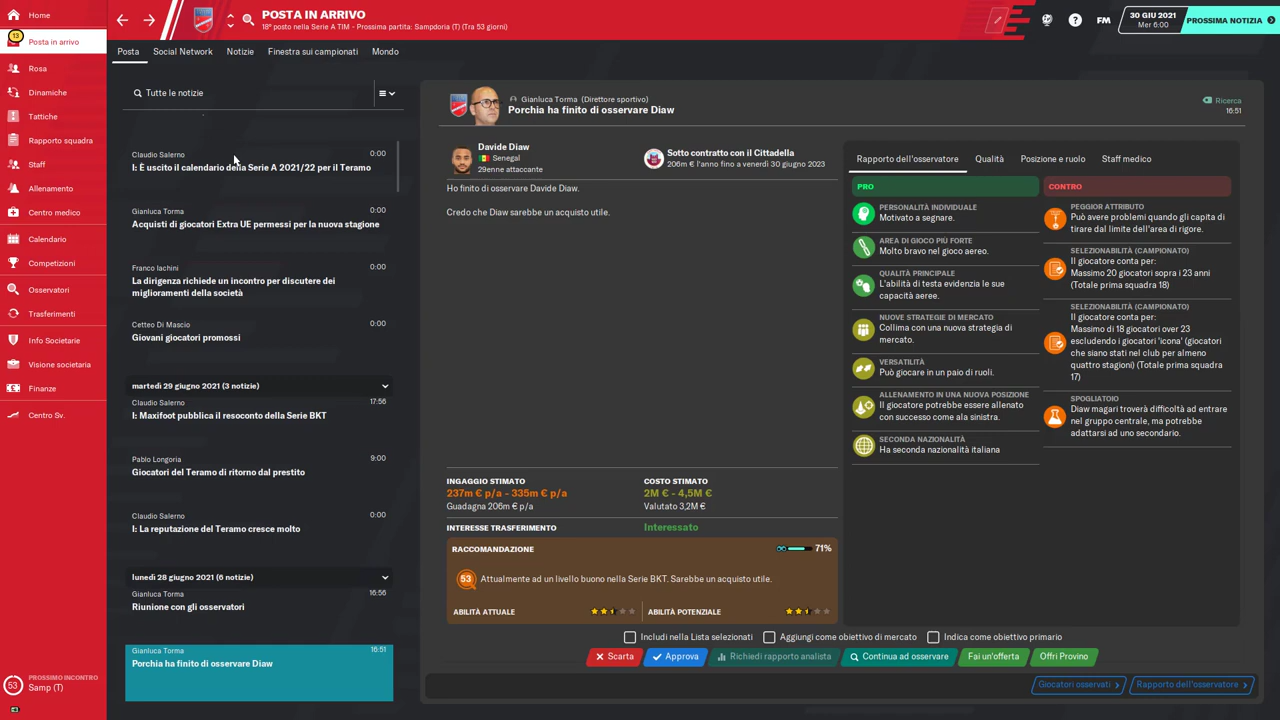 Home
13
Posta in arrivo
Rosa
Dinamiche
Tattiche
Rapporto squadra
Staff
Allenamento
Centro medico
Calendario
Competizioni
Osservatori
Trasferimenti
Info Societarie
Visione societaria
Finanze
Centro Sv.
53
PROSSIMO INCONTRO
Samp (T)
POSTA IN ARRIVO
18° posto nella Serie A TIM - Prossima partita: Sampdoria (T) (Tra 53 giorni)
?
FM
30 GIU 2021
Mer 6:00
PROSSIMA NOTIZIA
Posta
Social Network
Notizie
Finestra sui campionati
Mondo
Tutte le notizie
Claudio Salerno
0:00
I: È uscito il calendario della Serie A 2021/22 per il Teramo
Gianluca Torma
0:00
Acquisti di giocatori Extra UE permessi per la nuova stagione
Franco Iachini
0:00
La dirigenza richiede un incontro per discutere dei
miglioramenti della società
Cetteo Di Mascio
0:00
Giovani giocatori promossi
martedì 29 giugno 2021 (3 notizie)
Claudio Salerno
17:56
I: Maxifoot pubblica il resoconto della Serie BKT
Pablo Longoria
9:00
Giocatori del Teramo di ritorno dal prestito
Claudio Salerno
0:00
I: La reputazione del Teramo cresce molto
lunedì 28 giugno 2021 (6 notizie)
Gianluca Torma
16:56
Riunione con gli osservatori
Gianluca Torma
16:51
Porchia ha finito di osservare Diaw
Gianluca Torma (Direttore sportivo)
Porchia ha finito di osservare Diaw
Ricerca
16:51
Davide Diaw
Senegal
29enne attaccante
Sotto contratto con il Cittadella
206m € l'anno fino a venerdì 30 giugno 2023
Ho finito di osservare Davide Diaw.
Credo che Diaw sarebbe un acquisto utile.
INGAGGIO STIMATO
237m € p/a - 335m € p/a
Guadagna 206m € p/a
COSTO STIMATO
2M € - 4,5M €
Valutato 3,2M €
INTERESSE TRASFERIMENTO
Interessato
RACCOMANDAZIONE
71%
53
Attualmente ad un livello buono nella Serie BKT. Sarebbe un acquisto utile.
ABILITÀ ATTUALE
ABILITÀ POTENZIALE
Rapporto dell'osservatore
Qualità
Posizione e ruolo
Staff medico
PRO
PERSONALITÀ INDIVIDUALE
Motivato a segnare.
AREA DI GIOCO PIÙ FORTE
Molto bravo nel gioco aereo.
QUALITÀ PRINCIPALE
L'abilità di testa evidenzia le sue
capacità aeree.
NUOVE STRATEGIE DI MERCATO
Collima con una nuova strategia di
mercato.
VERSATILITÀ
Può giocare in un paio di ruoli.
ALLENAMENTO IN UNA NUOVA POSIZIONE
Il giocatore potrebbe essere allenato
con successo come ala sinistra.
SECONDA NAZIONALITÀ
Ha seconda nazionalità italiana
CONTRO
PEGGIOR ATTRIBUTO
Può avere problemi quando gli capita di
tirare dal limite dell'area di rigore.
SELEZIONABILITÀ (CAMPIONATO)
Il giocatore conta per:
Massimo 20 giocatori sopra i 23 anni
(Totale prima squadra 18)
SELEZIONABILITÀ (CAMPIONATO)
Il giocatore conta per:
Massimo di 18 giocatori over 23
escludendo i giocatori 'icona' (giocatori
che siano stati nel club per almeno
quattro stagioni) (Totale prima squadra
17)
SPOGLIATOIO
Diaw magari troverà difficoltà ad entrare
nel gruppo centrale, ma potrebbe
adattarsi ad uno secondario.
Includi nella Lista selezionati
Aggiungi come obiettivo di mercato
Indica come obiettivo primario
Scarta
Approva
Richiedi rapporto analista
Continua ad osservare
Fai un'offerta
Offri Provino
Giocatori osservati
Rapporto dell'osservatore